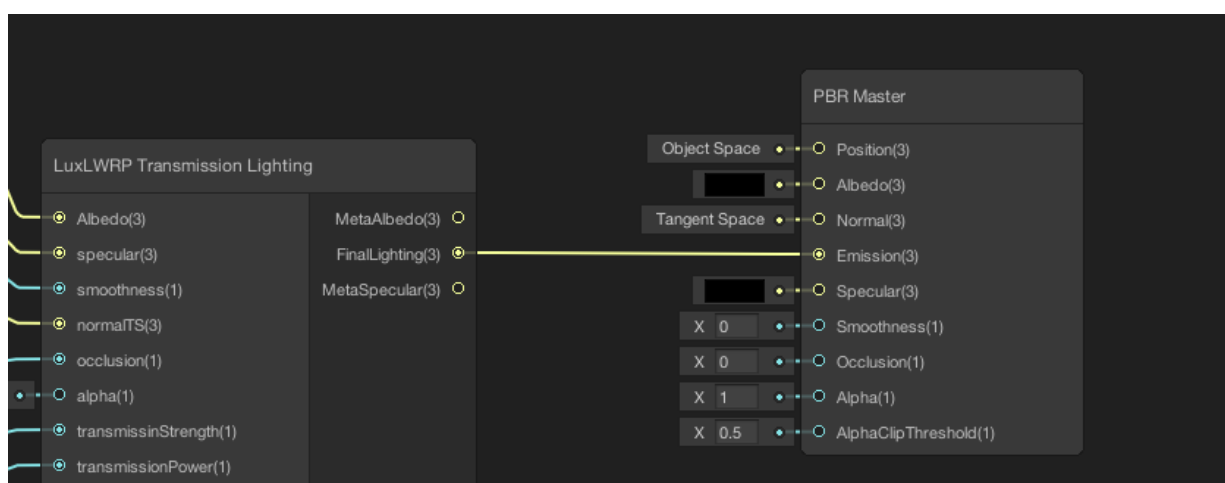 PBR Master
Object Space
Position(3)
Albedo(3)
Tangent Space
Normal(3)
Emission(3)
Specular(3)
X 0
Smoothness(1)
X 0
Occlusion(1)
X 1
Alpha(1)
X 0.5
AlphaClipThreshold(1)
LuxLWRP Transmission Lighting
Albedo(3)
MetaAlbedo(3)
specular(3)
FinalLighting(3)
smoothness(1)
MetaSpecular(3)
normalTS(3)
occlusion(1)
alpha(1)
transmissinStrength(1)
transmissionPower(1)